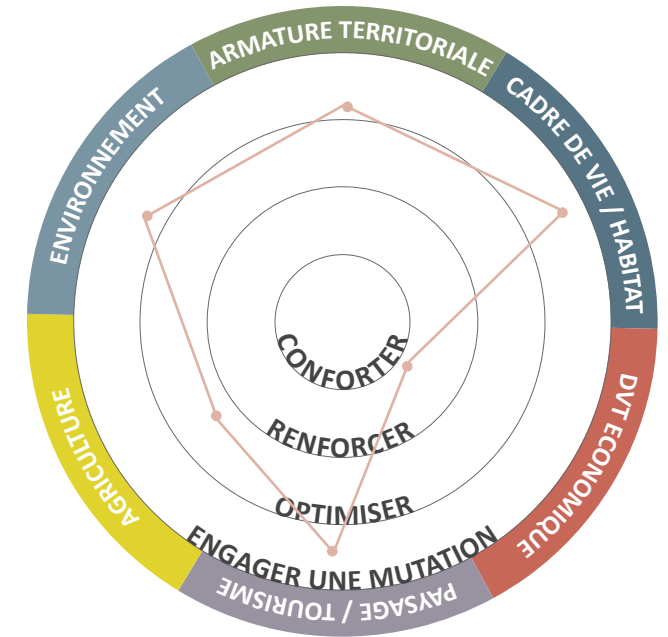 ARMATURE TERRITORIALE
CADRE DE VIE / HABITAT
DVT ECONOMIQUE
PAYSAGE / TOURISME
AGRICULTURE
ENVIRONNEMENT
CONFORTER
RENFORCER
OPTIMISER
ENGAGER UNE MUTATION